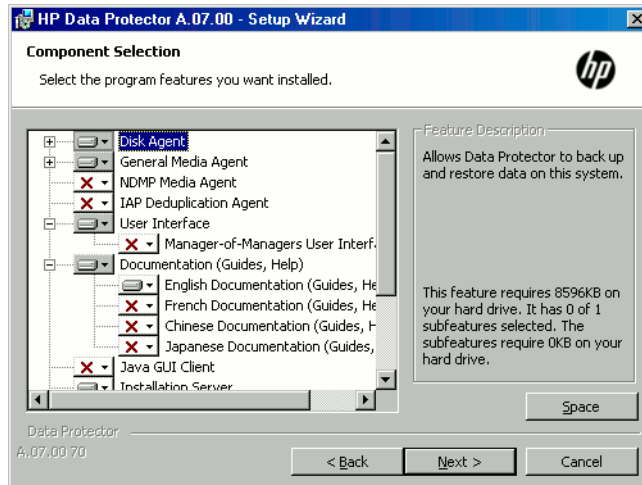 HP Data Protector A.07.00 - Setup Wizard
Component Selection
Select the program features you want installed.
hp
Disk Agent
General Media Agent
NDMP Media Agent
IAP Deduplication Agent
User Interface
Manager-of-Managers User Interf
Documentation (Guides, Help)
English Documentation (Guides, He
French Documentation (Guides, He
Chinese Documentation (Guides, H
Japanese Documentation (Guides,
Java GUI Client
Installation Server
Feature Description
Allows Data Protector to back up
and restore data on this system.
This feature requires 8596KB on
your hard drive. It has 0 of 1
subfeatures selected. The
subfeatures require 0KB on your
hard drive.
Space
Data Protector
A.07.00 70
< Back
Next >
Cancel